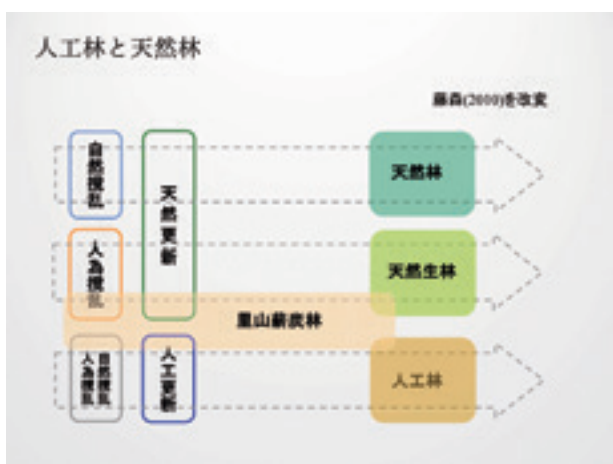 人工林と天然林
藤森(2000)を改変
自然撹乱
天然更新
天然林
人為撹乱
天然生林
里山薪炭林
自然撹乱
人為撹乱
人工更新
人工林